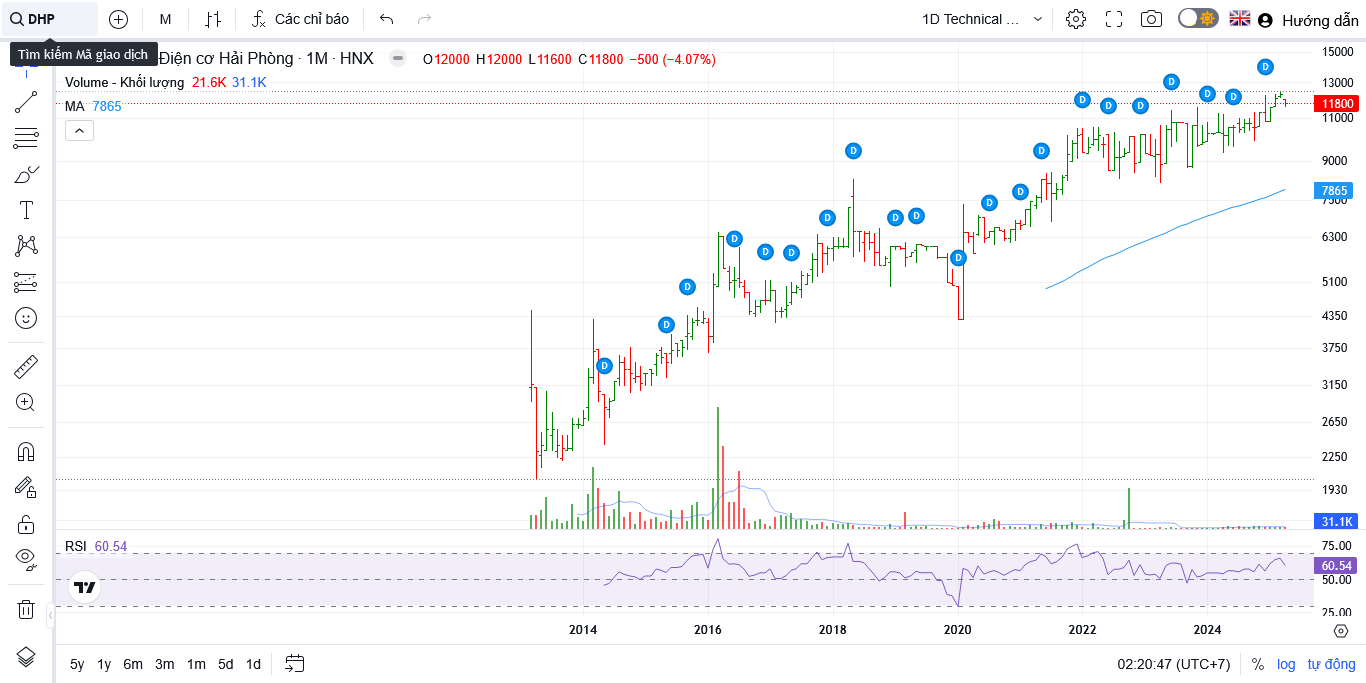 DHP
M
Các chỉ báo
1D Technical ...
Hướng dẫn
Tìm kiếm Mã giao dịch
Điện cơ Hải Phòng · 1M · HNX
O12000 H12000 L11600 C11800 −500 (−4.07%)
Volume - Khối lượng 21.6K 31.1K
MA 7865
15000
13000
11800
11000
9000
7865
7500
6300
5100
4350
3750
3150
2650
2250
1930
31.1K
D D D D D D D D D D D D D D D D D D D D D D
RSI 60.54
75.00
60.54
50.00
25.00
2014 2016 2018 2020 2022 2024
5y 1y 6m 3m 1m 5d 1d
02:20:47 (UTC+7) % log tự động